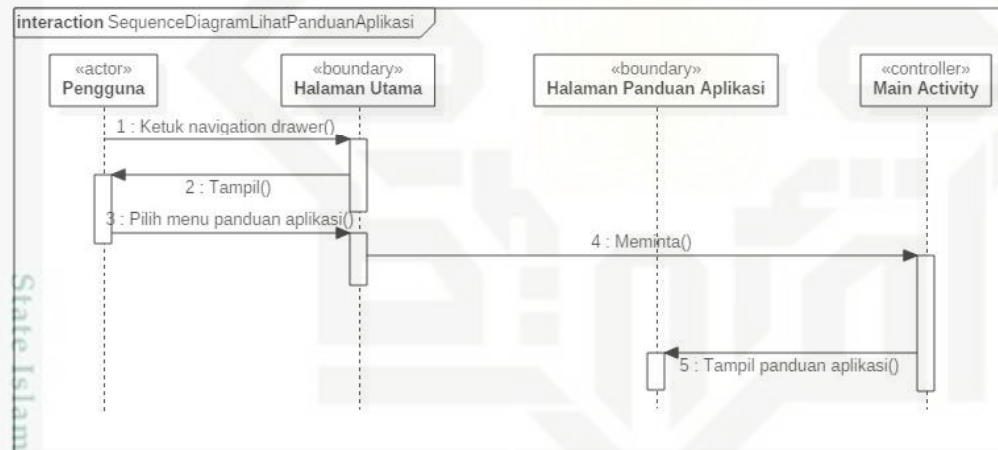 interaction SequenceDiagramLihatPanduanAplikasi
«actor»
Pengguna
«boundary»
Halaman Utama
«boundary»
Halaman Panduan Aplikasi
«controller»
Main Activity
1 : Ketuk navigation drawer()
2 : Tampil()
3 : Pilih menu panduan aplikasi()
4 : Meminta()
5 : Tampil panduan aplikasi()
State Islam